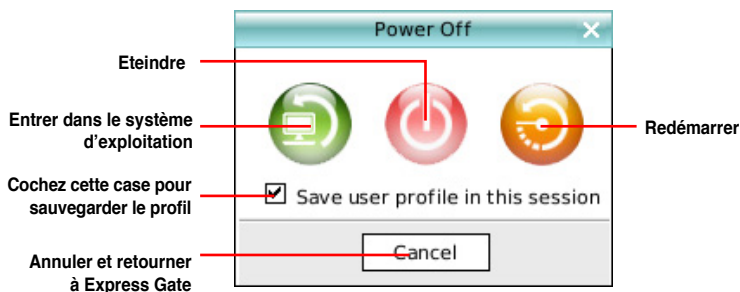 Power Off
Eteindre
Entrer dans le système
d'exploitation
Redémarrer
Cochez cette case pour
sauvegarder le profil
Save user profile in this session
Cancel
Annuler et retourner
à Express Gate